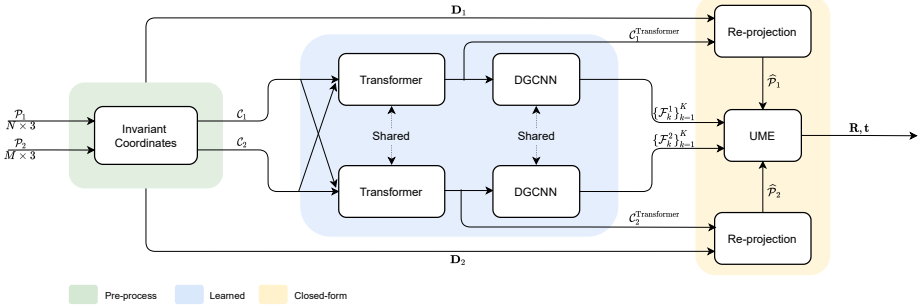 D₁
Re-projection
C₁^Transformer
Transformer
DGCNN
P̂₁
P₁
N × 3
C₁
{F_k^1}_{k=1}^K
Invariant
Coordinates
Shared
Shared
UME
R, t
P₂
M × 3
C₂
{F_k^2}_{k=1}^K
Transformer
DGCNN
P̂₂
C₂^Transformer
Re-projection
D₂
Pre-process
Learned
Closed-form